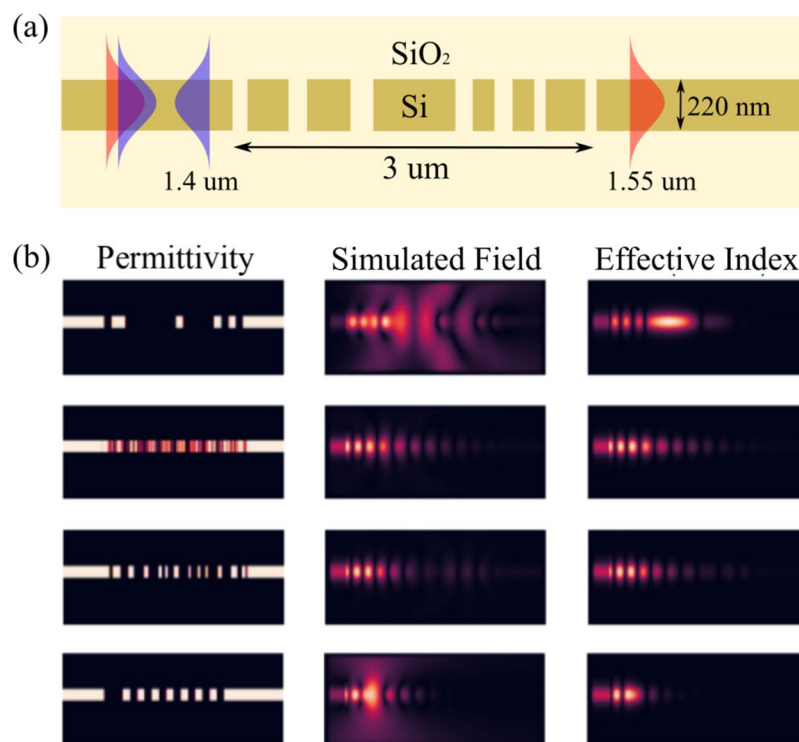 (a)
SiO₂
Si
220 nm
1.4 um
3 um
1.55 um
(b)
Permittivity
Simulated Field
Effective Index